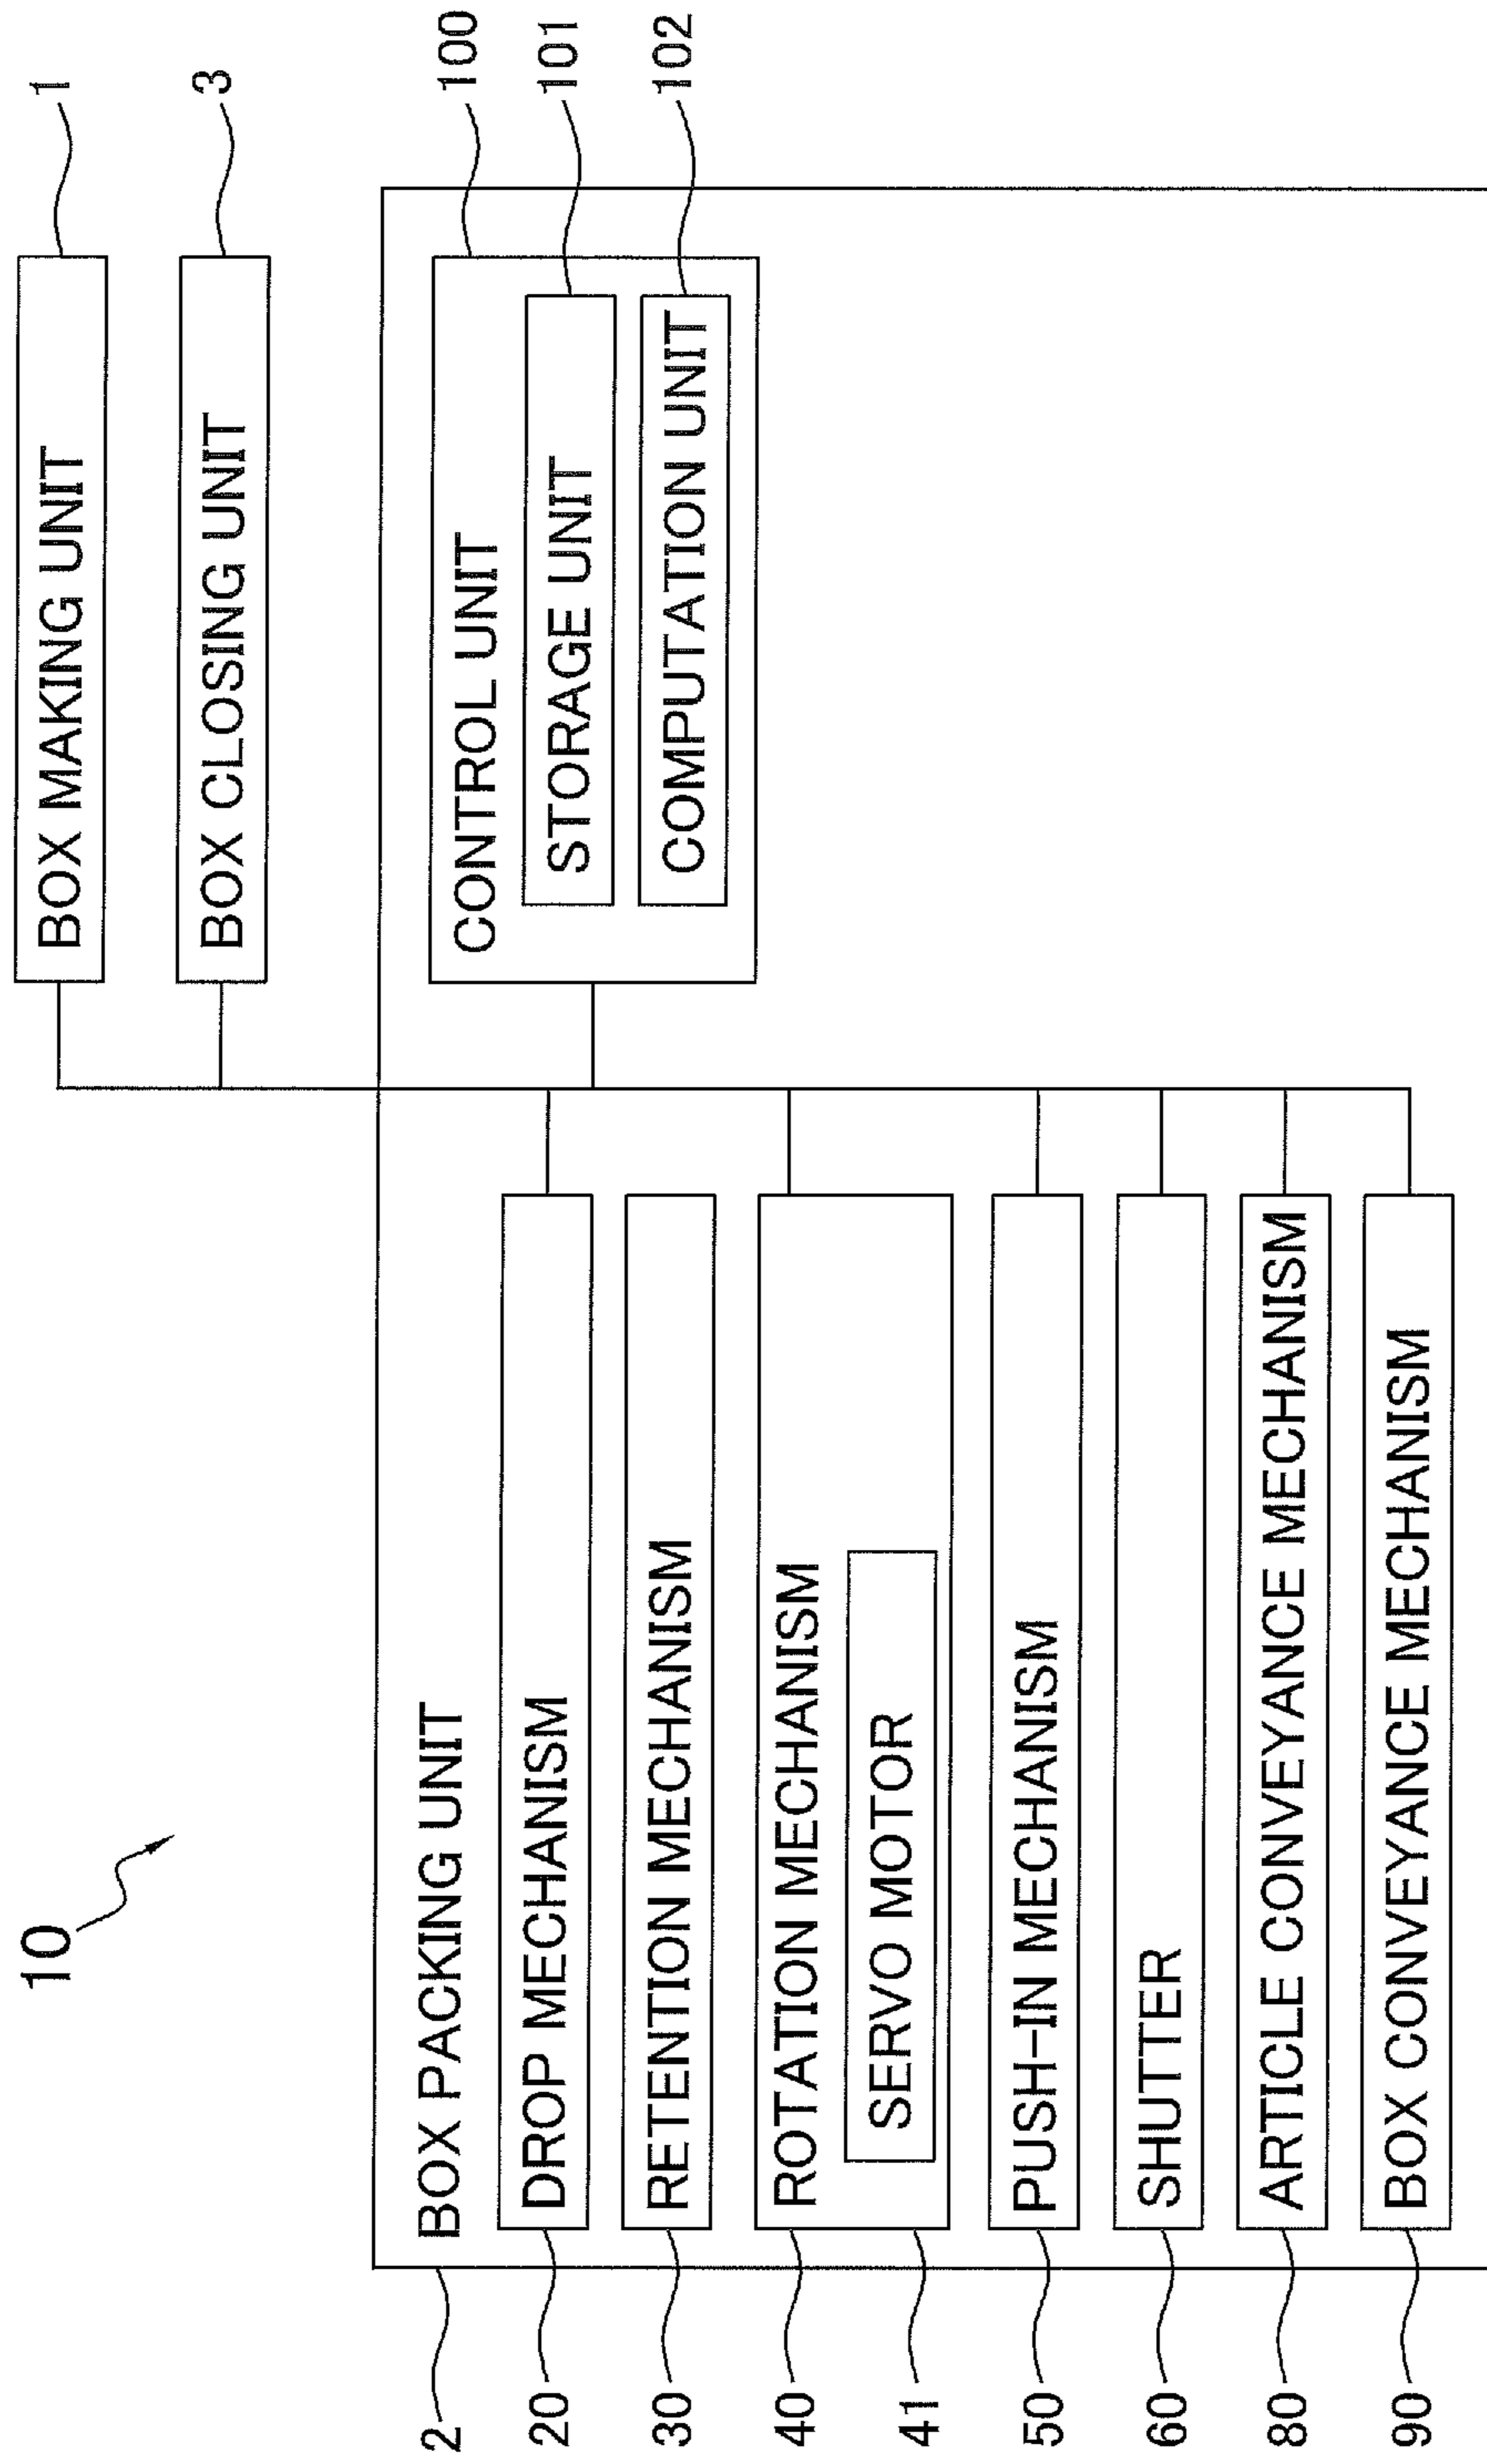 10
BOX MAKING UNIT
1
BOX CLOSING UNIT
3
2
BOX PACKING UNIT
CONTROL UNIT
100
STORAGE UNIT
101
COMPUTATION UNIT
102
20
DROP MECHANISM
30
RETENTION MECHANISM
40
ROTATION MECHANISM
41
SERVO MOTOR
50
PUSH-IN MECHANISM
60
SHUTTER
80
ARTICLE CONVEYANCE MECHANISM
90
BOX CONVEYANCE MECHANISM